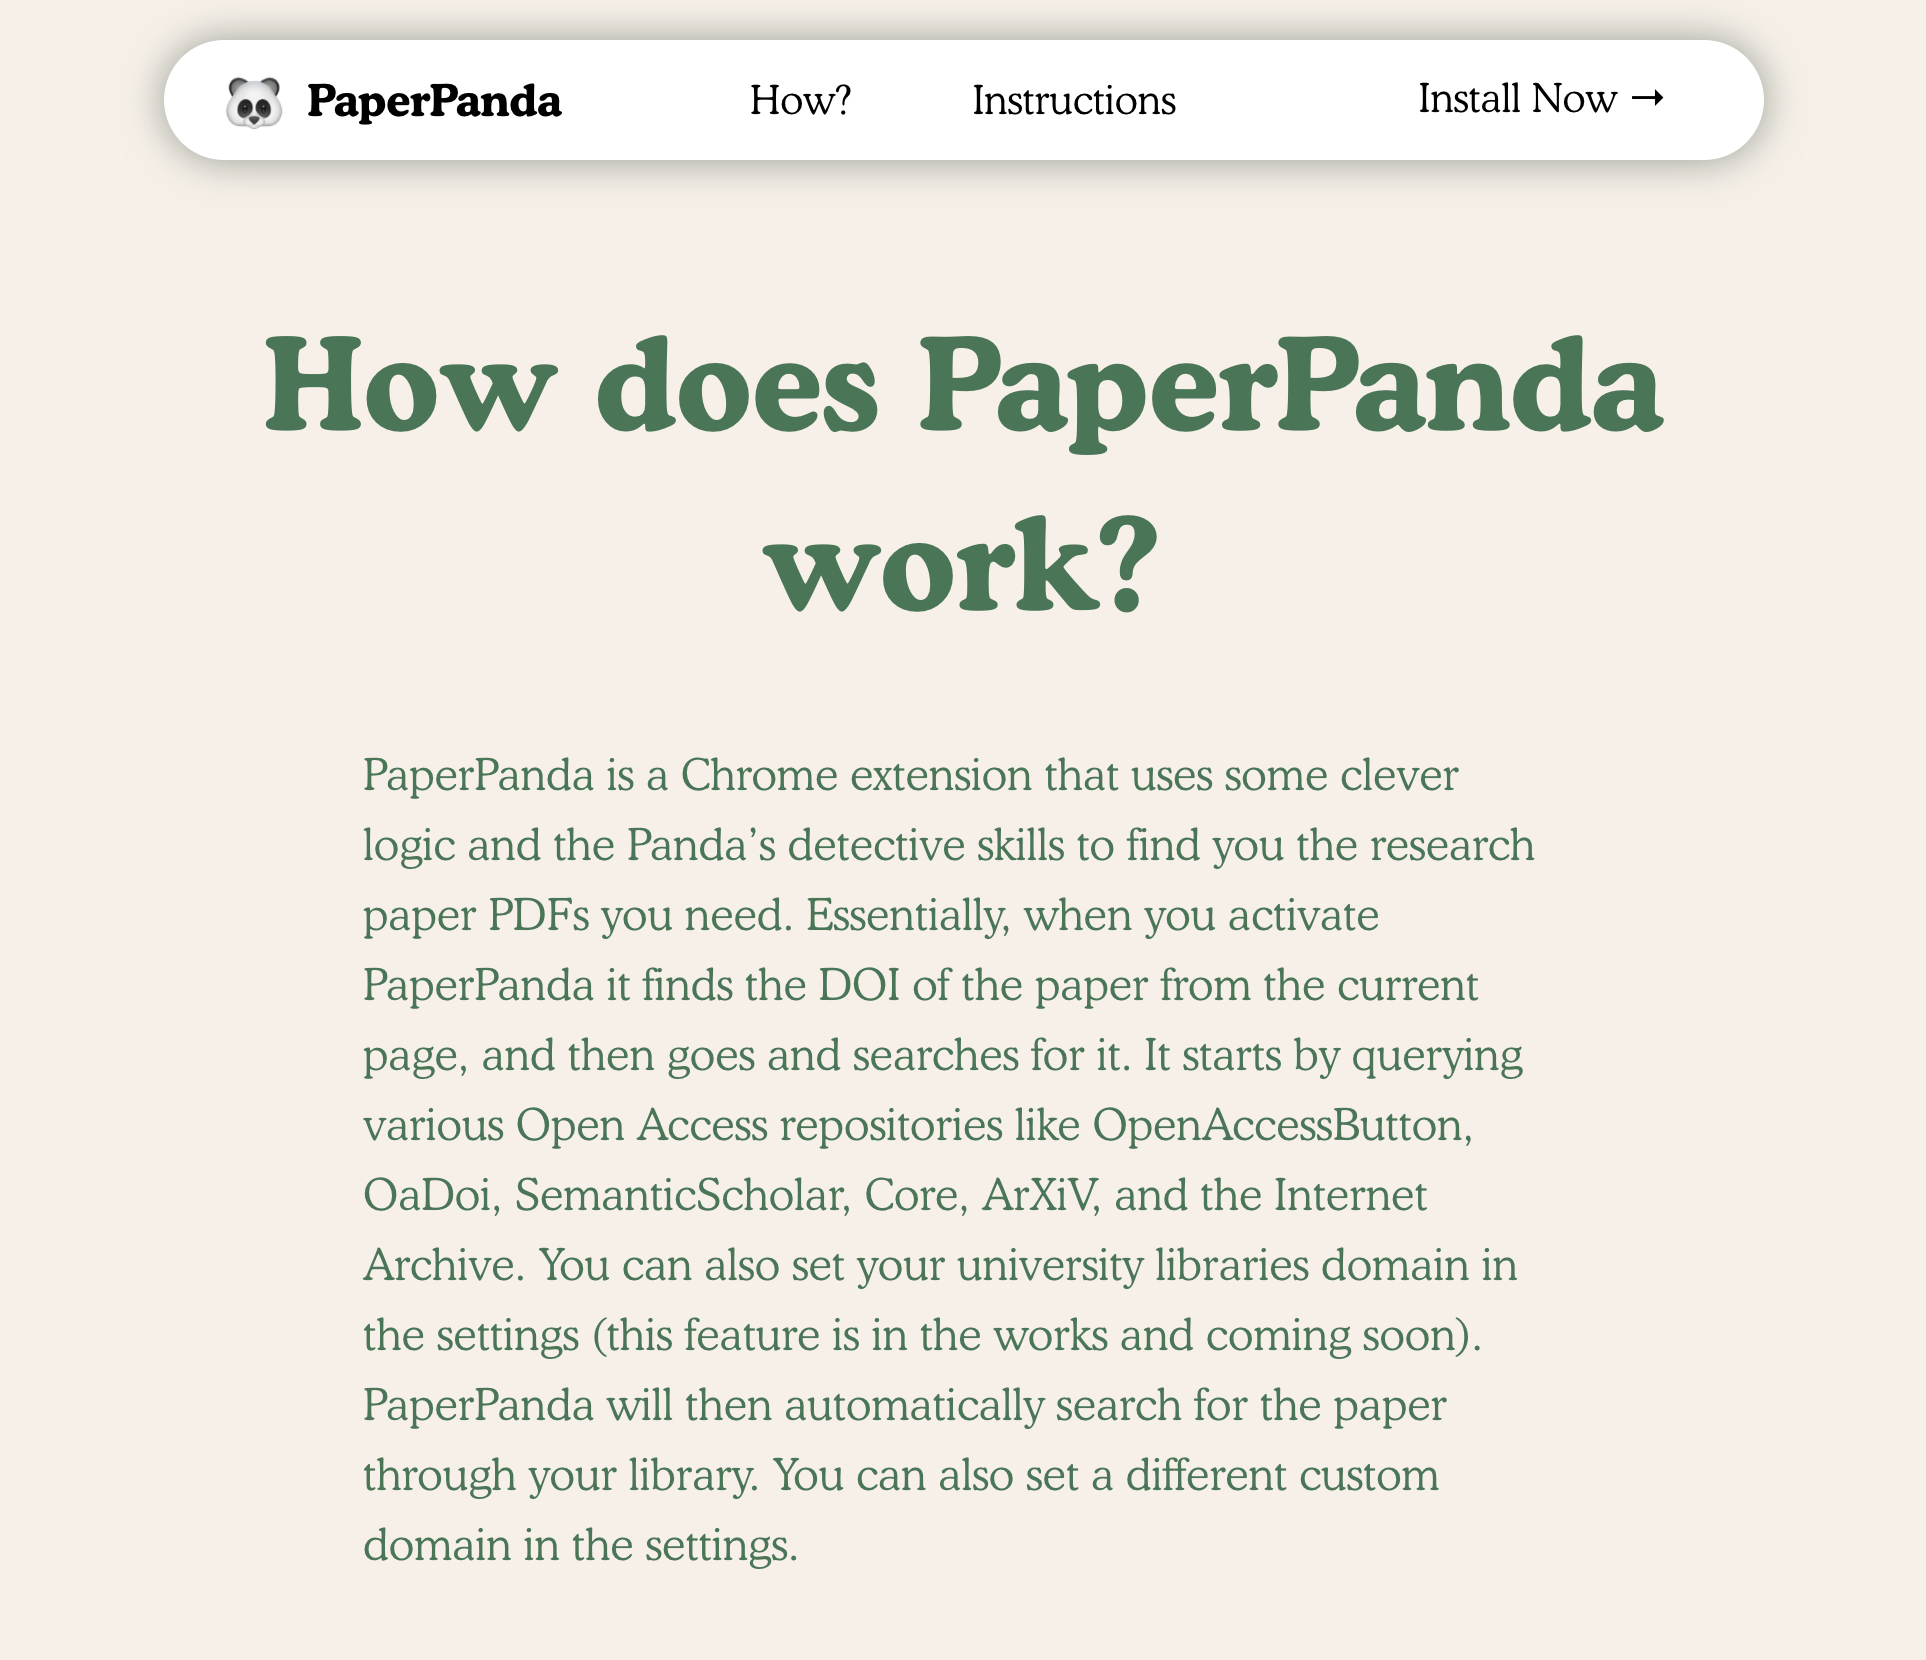 PaperPanda
How?
Instructions
Install Now →
How does PaperPanda
work?
PaperPanda is a Chrome extension that uses some clever
logic and the Panda’s detective skills to find you the research
paper PDFs you need. Essentially, when you activate
PaperPanda it finds the DOI of the paper from the current
page, and then goes and searches for it. It starts by querying
various Open Access repositories like OpenAccessButton,
OaDoi, SemanticScholar, Core, ArXiV, and the Internet
Archive. You can also set your university libraries domain in
the settings (this feature is in the works and coming soon).
PaperPanda will then automatically search for the paper
through your library. You can also set a different custom
domain in the settings.